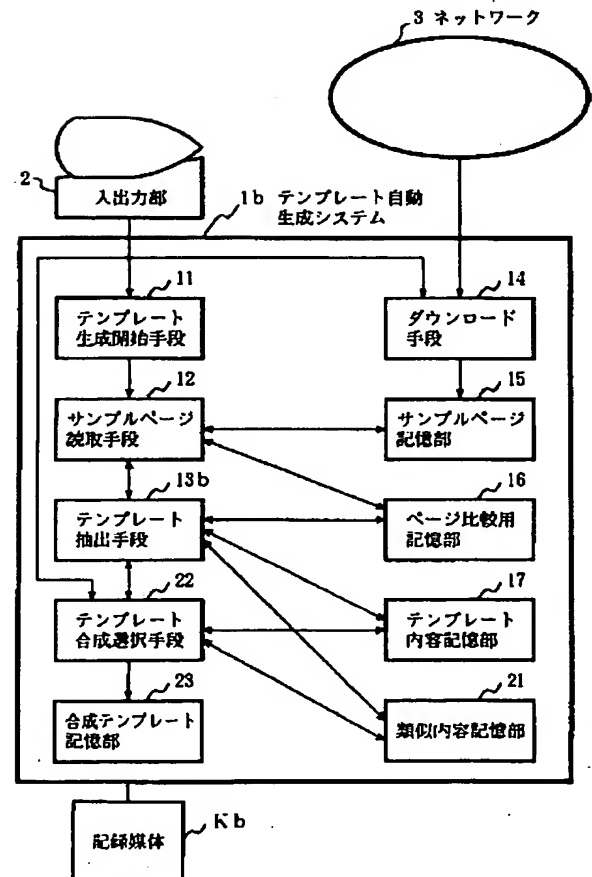 3 ネットワーク
2
入出力部
1b テンプレート自動
生成システム
11
テンプレート
生成開始手段
14
ダウンロード
手段
12
サンプルページ
読取手段
15
サンプルページ
記憶部
13b
テンプレート
抽出手段
16
ページ比較用
記憶部
22
テンプレート
合成選択手段
17
テンプレート
内容記憶部
23
合成テンプレート
記憶部
21
類似内容記憶部
記録媒体
Kb